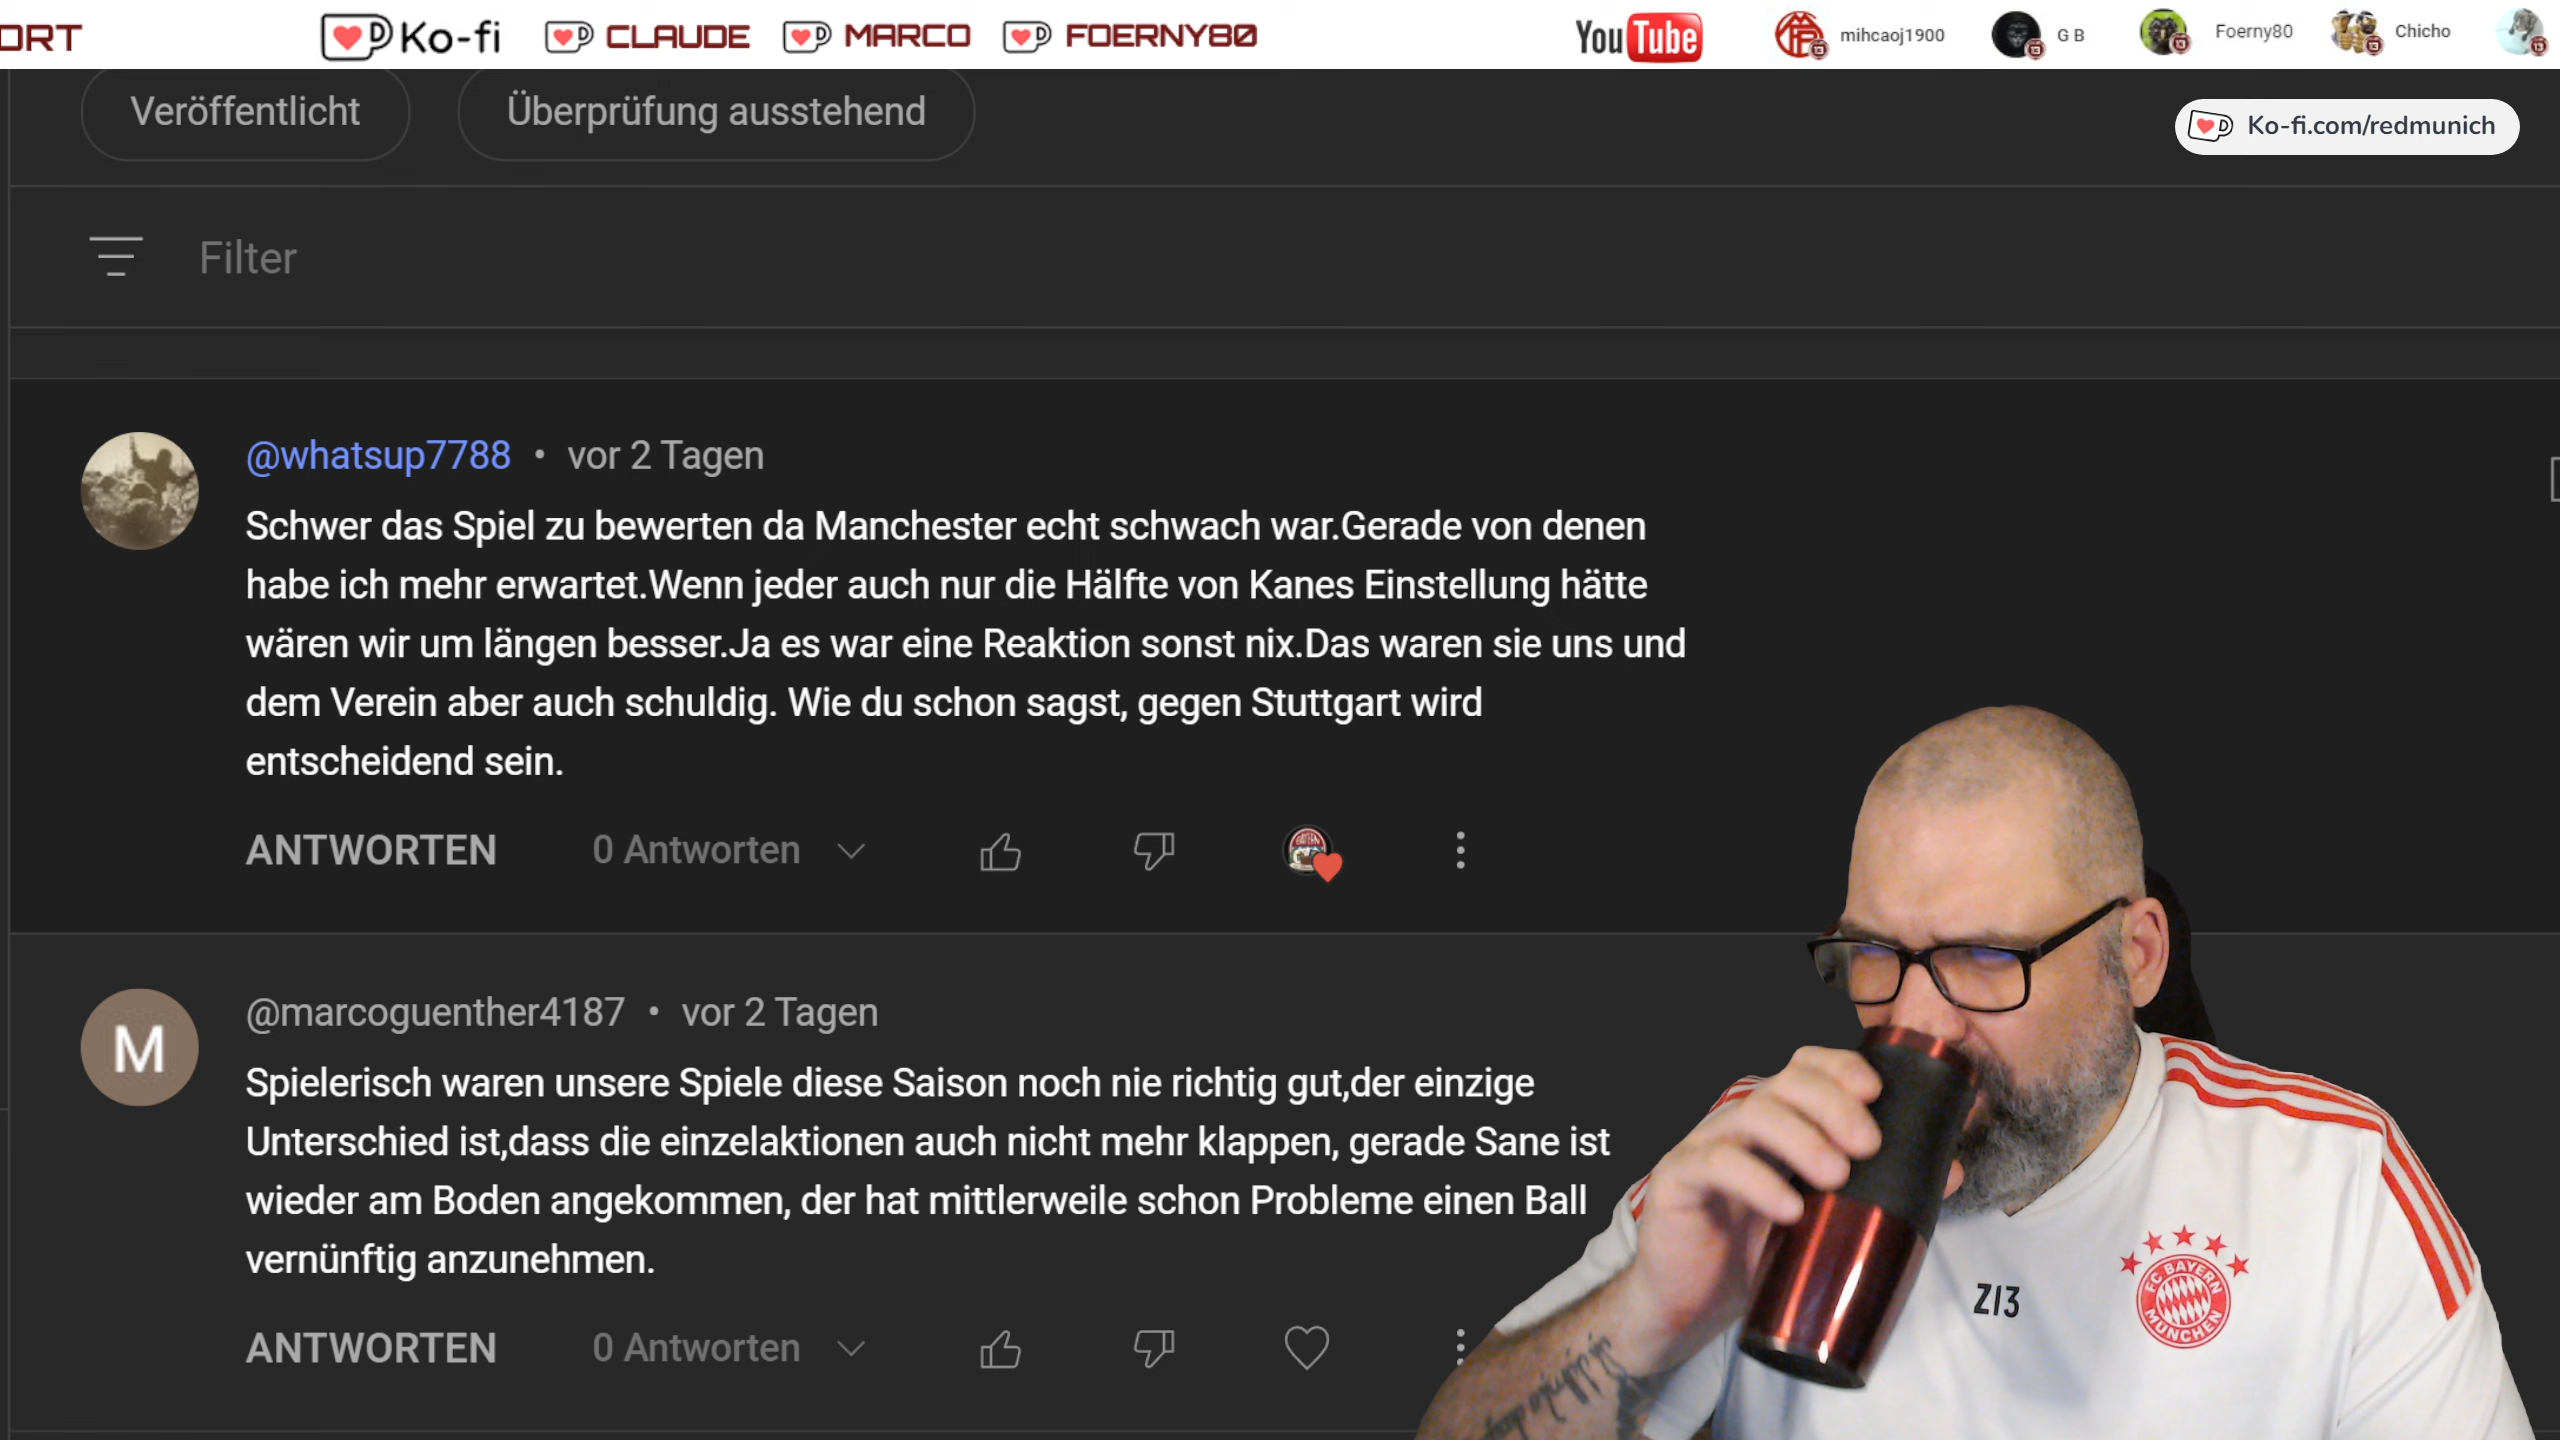 ORT
Ko-fi
CLAUDE
MARCO
FOERNY80
YouTube
mihcaoj1900
G B
Foerny80
Chicho
Veröffentlicht
Überprüfung ausstehend
Ko-fi.com/redmunich
Filter
@whatsup7788 • vor 2 Tagen
Schwer das Spiel zu bewerten da Manchester echt schwach war.Gerade von denen
habe ich mehr erwartet.Wenn jeder auch nur die Hälfte von Kanes Einstellung hätte
wären wir um längen besser.Ja es war eine Reaktion sonst nix.Das waren sie uns und
dem Verein aber auch schuldig. Wie du schon sagst, gegen Stuttgart wird
entscheidend sein.
ANTWORTEN
0 Antworten
M
@marcoguenther4187 • vor 2 Tagen
Spielerisch waren unsere Spiele diese Saison noch nie richtig gut,der einzige
Unterschied ist,dass die einzelaktionen auch nicht mehr klappen, gerade Sane ist
wieder am Boden angekommen, der hat mittlerweile schon Probleme einen Ball
vernünftig anzunehmen.
ANTWORTEN
0 Antworten
Z13
FC BAYERN
MÜNCHEN